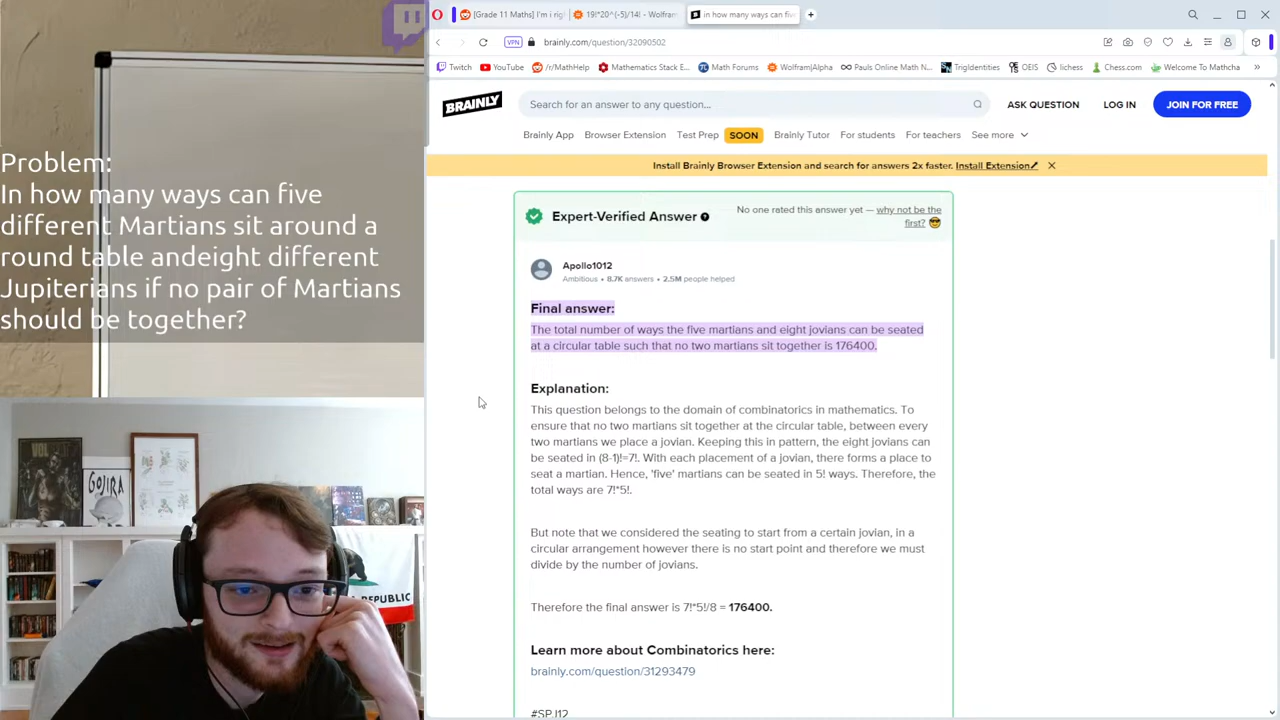 [Grade 11 Maths] I'm i rig
19!*20^(-5)/14! - Wolfram
in how many ways can five
VPN
brainly.com/question/32090502
Twitch
YouTube
/r/MathHelp
Mathematics Stack E...
Math Forums
Wolfram|Alpha
Pauls Online Math N...
TrigIdentities
OEIS
lichess
Chess.com
Welcome To Mathcha
BRAINLY
Search for an answer to any question...
ASK QUESTION
LOG IN
JOIN FOR FREE
Brainly App
Browser Extension
Test Prep
SOON
Brainly Tutor
For students
For teachers
See more
Install Brainly Browser Extension and search for answers 2x faster. Install Extension
Problem:
In how many ways can five
different Martians sit around a
round table andeight different
Jupiterians if no pair of Martians
should be together?
Expert-Verified Answer
No one rated this answer yet — why not be the
first? 😎
Apollo1012
Ambitious • 8.7K answers • 2.5M people helped
Final answer:
The total number of ways the five martians and eight jovians can be seated
at a circular table such that no two martians sit together is 176400.
Explanation:
This question belongs to the domain of combinatorics in mathematics. To
ensure that no two martians sit together at the circular table, between every
two martians we place a jovian. Keeping this in pattern, the eight jovians can
be seated in (8-1)!=7!. With each placement of a jovian, there forms a place to
seat a martian. Hence, 'five' martians can be seated in 5! ways. Therefore, the
total ways are 7!*5!.
But note that we considered the seating to start from a certain jovian, in a
circular arrangement however there is no start point and therefore we must
divide by the number of jovians.
Therefore the final answer is 7!*5!/8 = 176400.
Learn more about Combinatorics here:
brainly.com/question/31293479
#SPJ12
GOJIRA
REPUBLIC